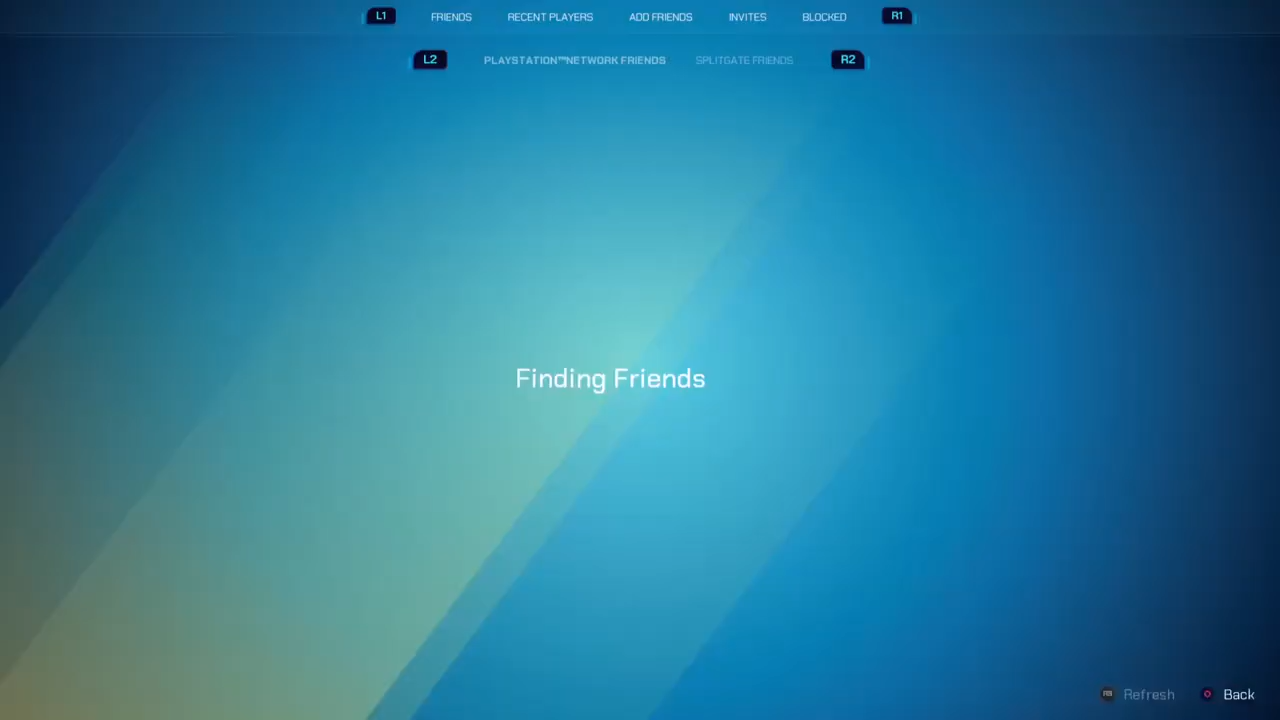 L1 FRIENDS RECENT PLAYERS ADD FRIENDS INVITES BLOCKED R1
L2 PLAYSTATION™NETWORK FRIENDS SPLITGATE FRIENDS R2
Finding Friends
R3 Refresh Back